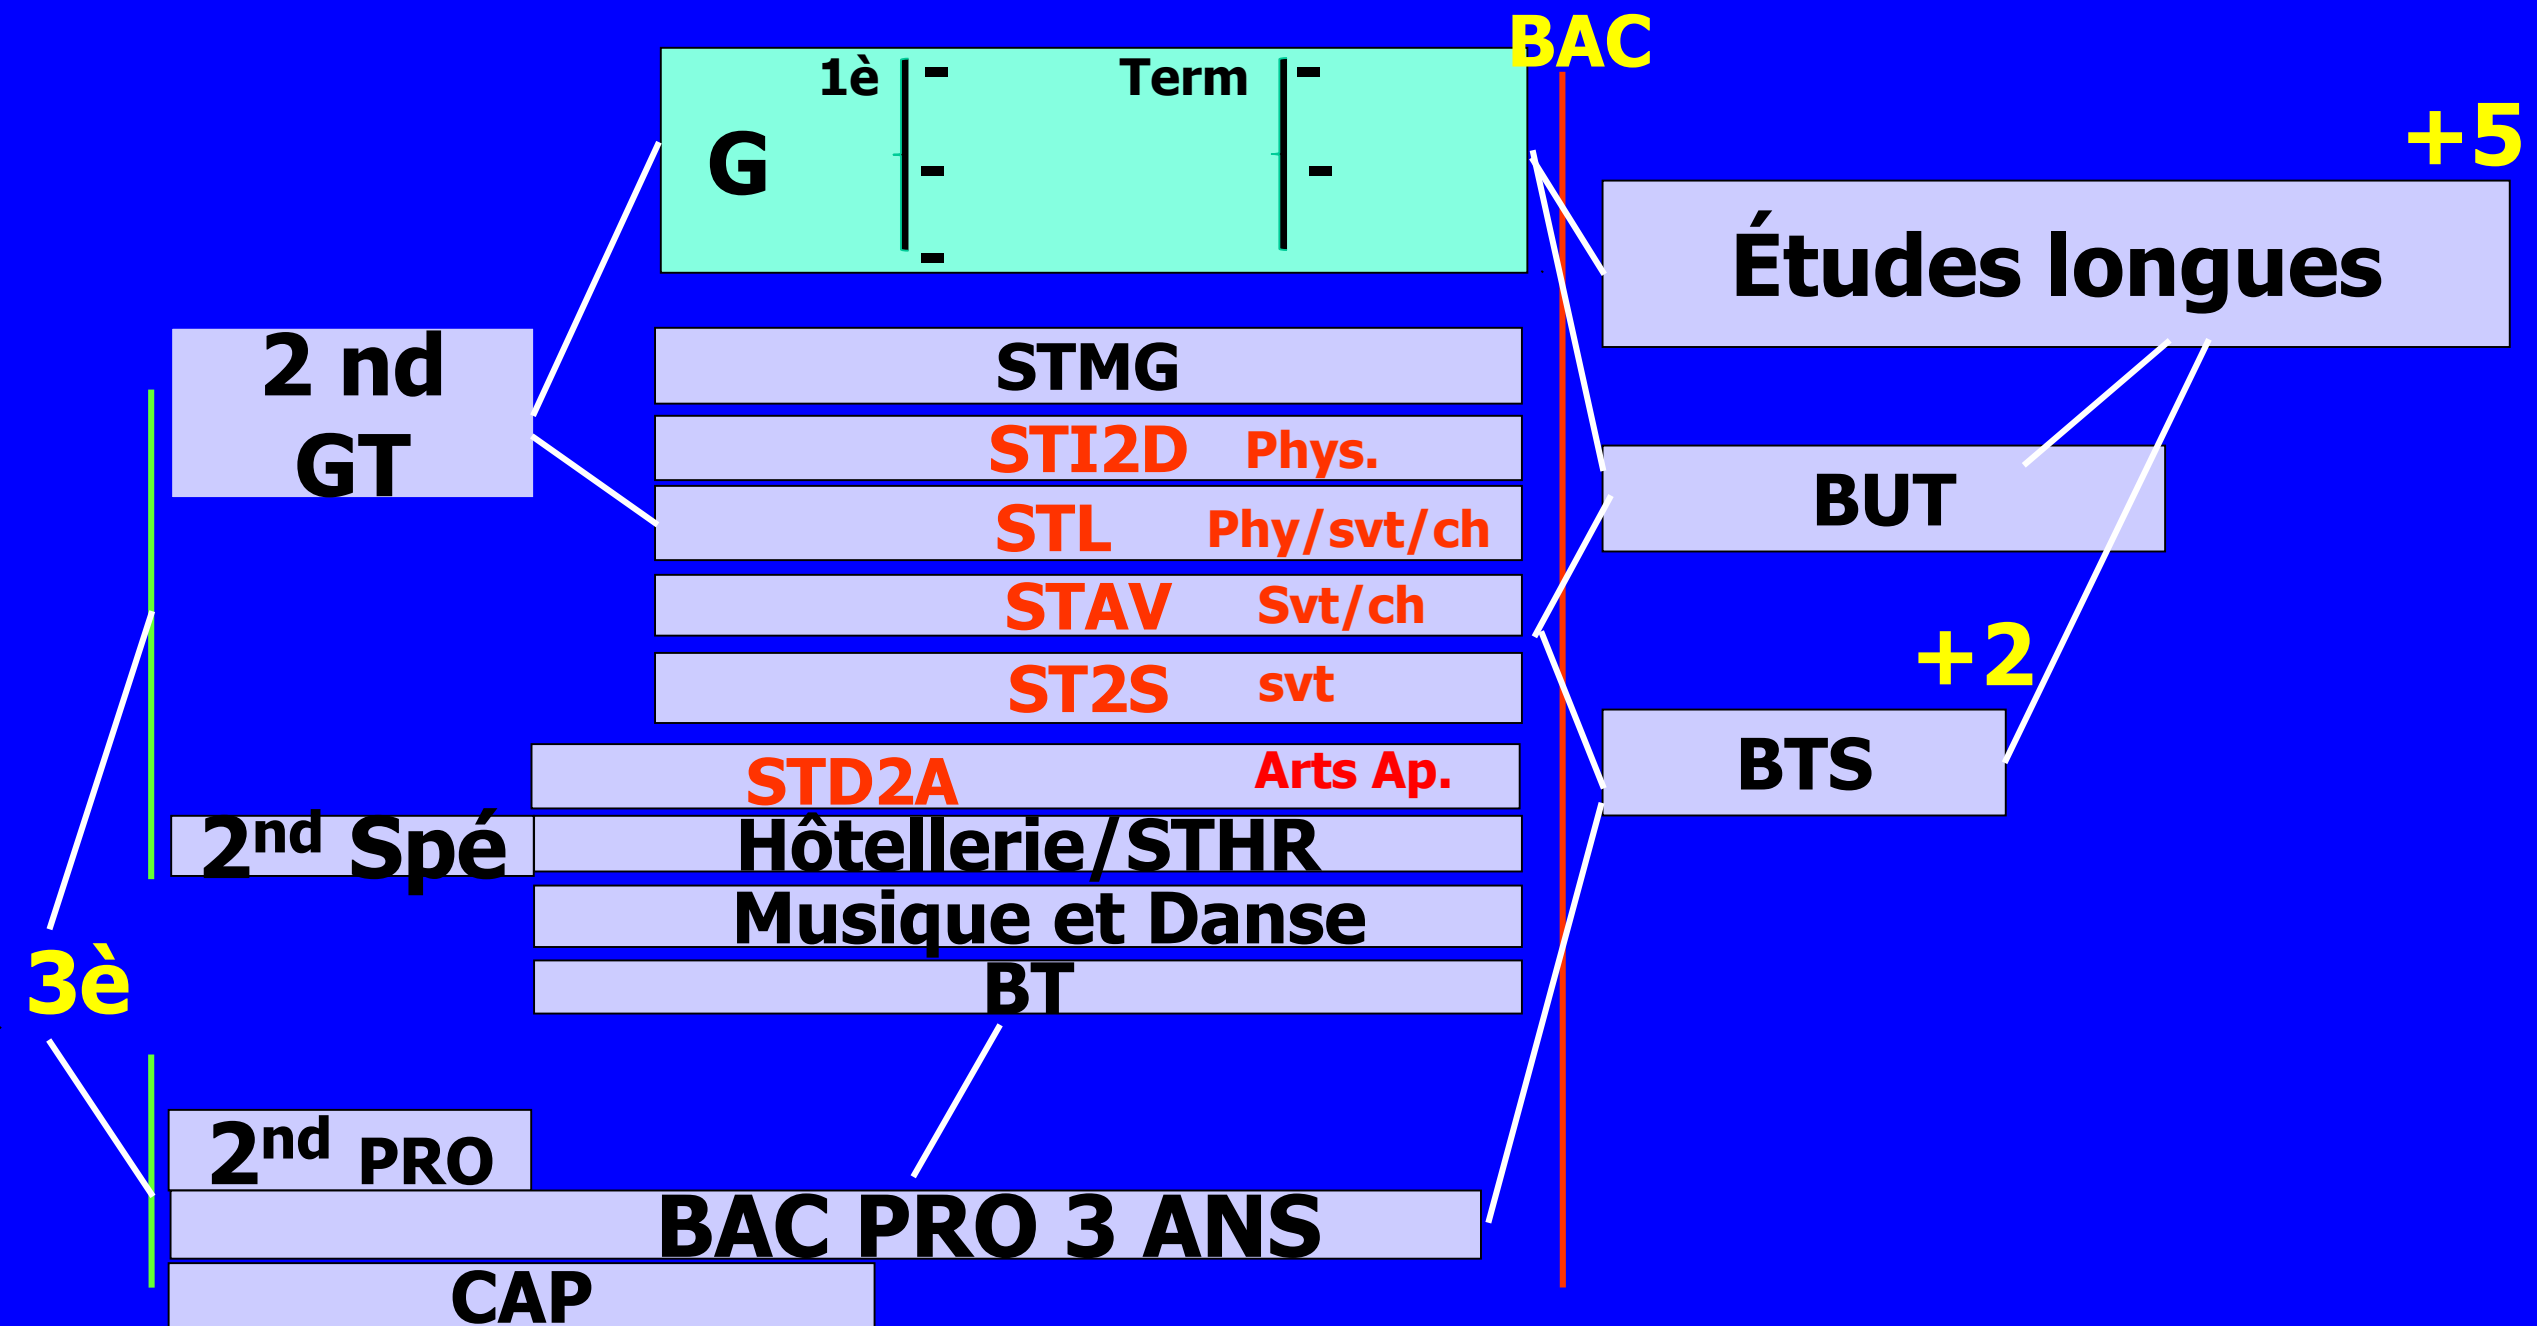 BAC
1è Term
+5
G
Études longues
2 nd
GT
STMG
STI2D Phys.
STL Phy/svt/ch
BUT
STAV Svt/ch
ST2S svt
+2
STD2A Arts Ap.
BTS
2nd Spé
Hôtellerie/STHR
Musique et Danse
3è
BT
2nd PRO
BAC PRO 3 ANS
CAP